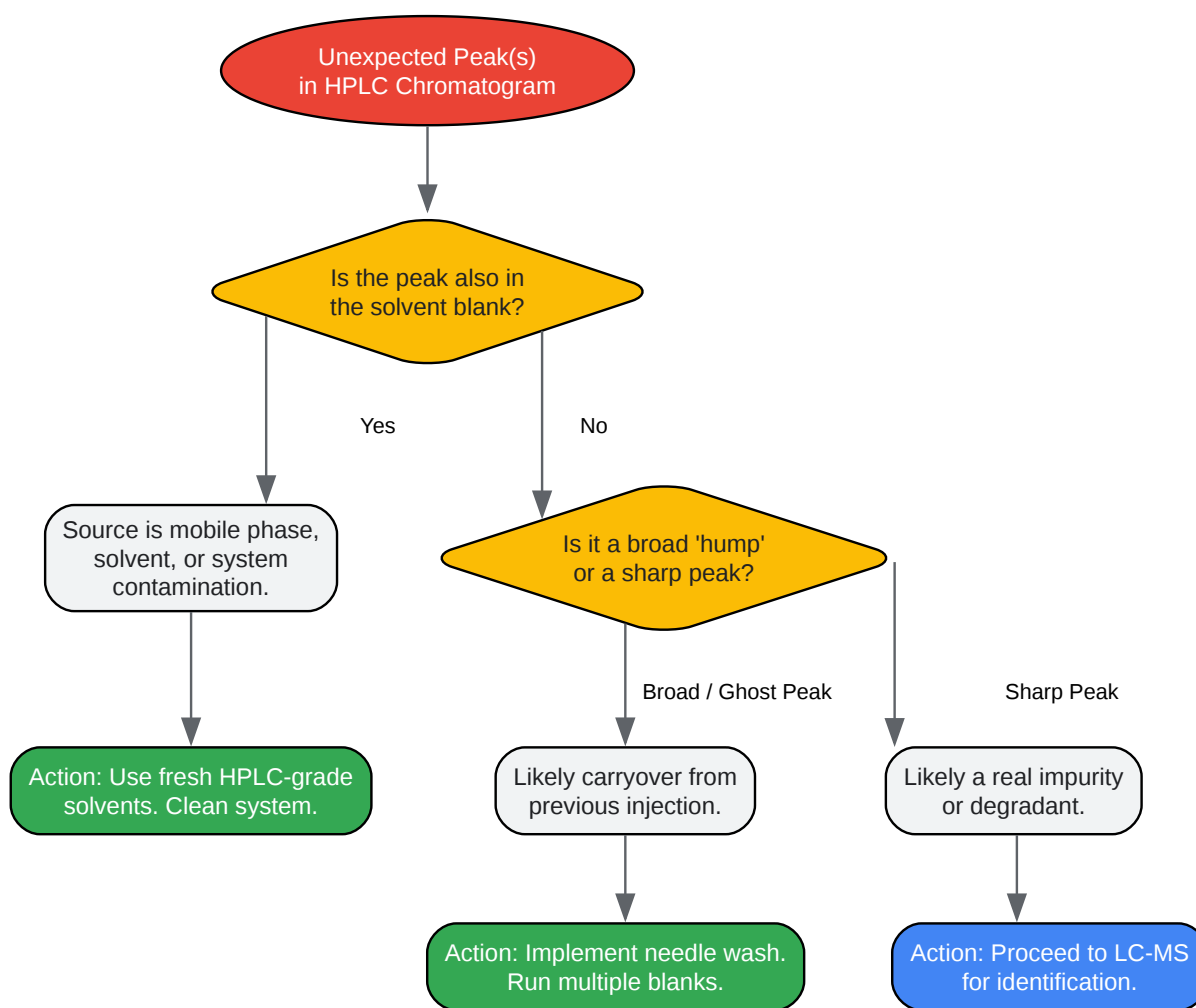 Unexpected Peak(s)
in HPLC Chromatogram
Is the peak also in
the solvent blank?
Yes
No
Source is mobile phase,
solvent, or system
contamination.
Is it a broad 'hump'
or a sharp peak?
Broad / Ghost Peak
Sharp Peak
Action: Use fresh HPLC-grade
solvents. Clean system.
Likely carryover from
previous injection.
Likely a real impurity
or degradant.
Action: Implement needle wash.
Run multiple blanks.
Action: Proceed to LC-MS
for identification.